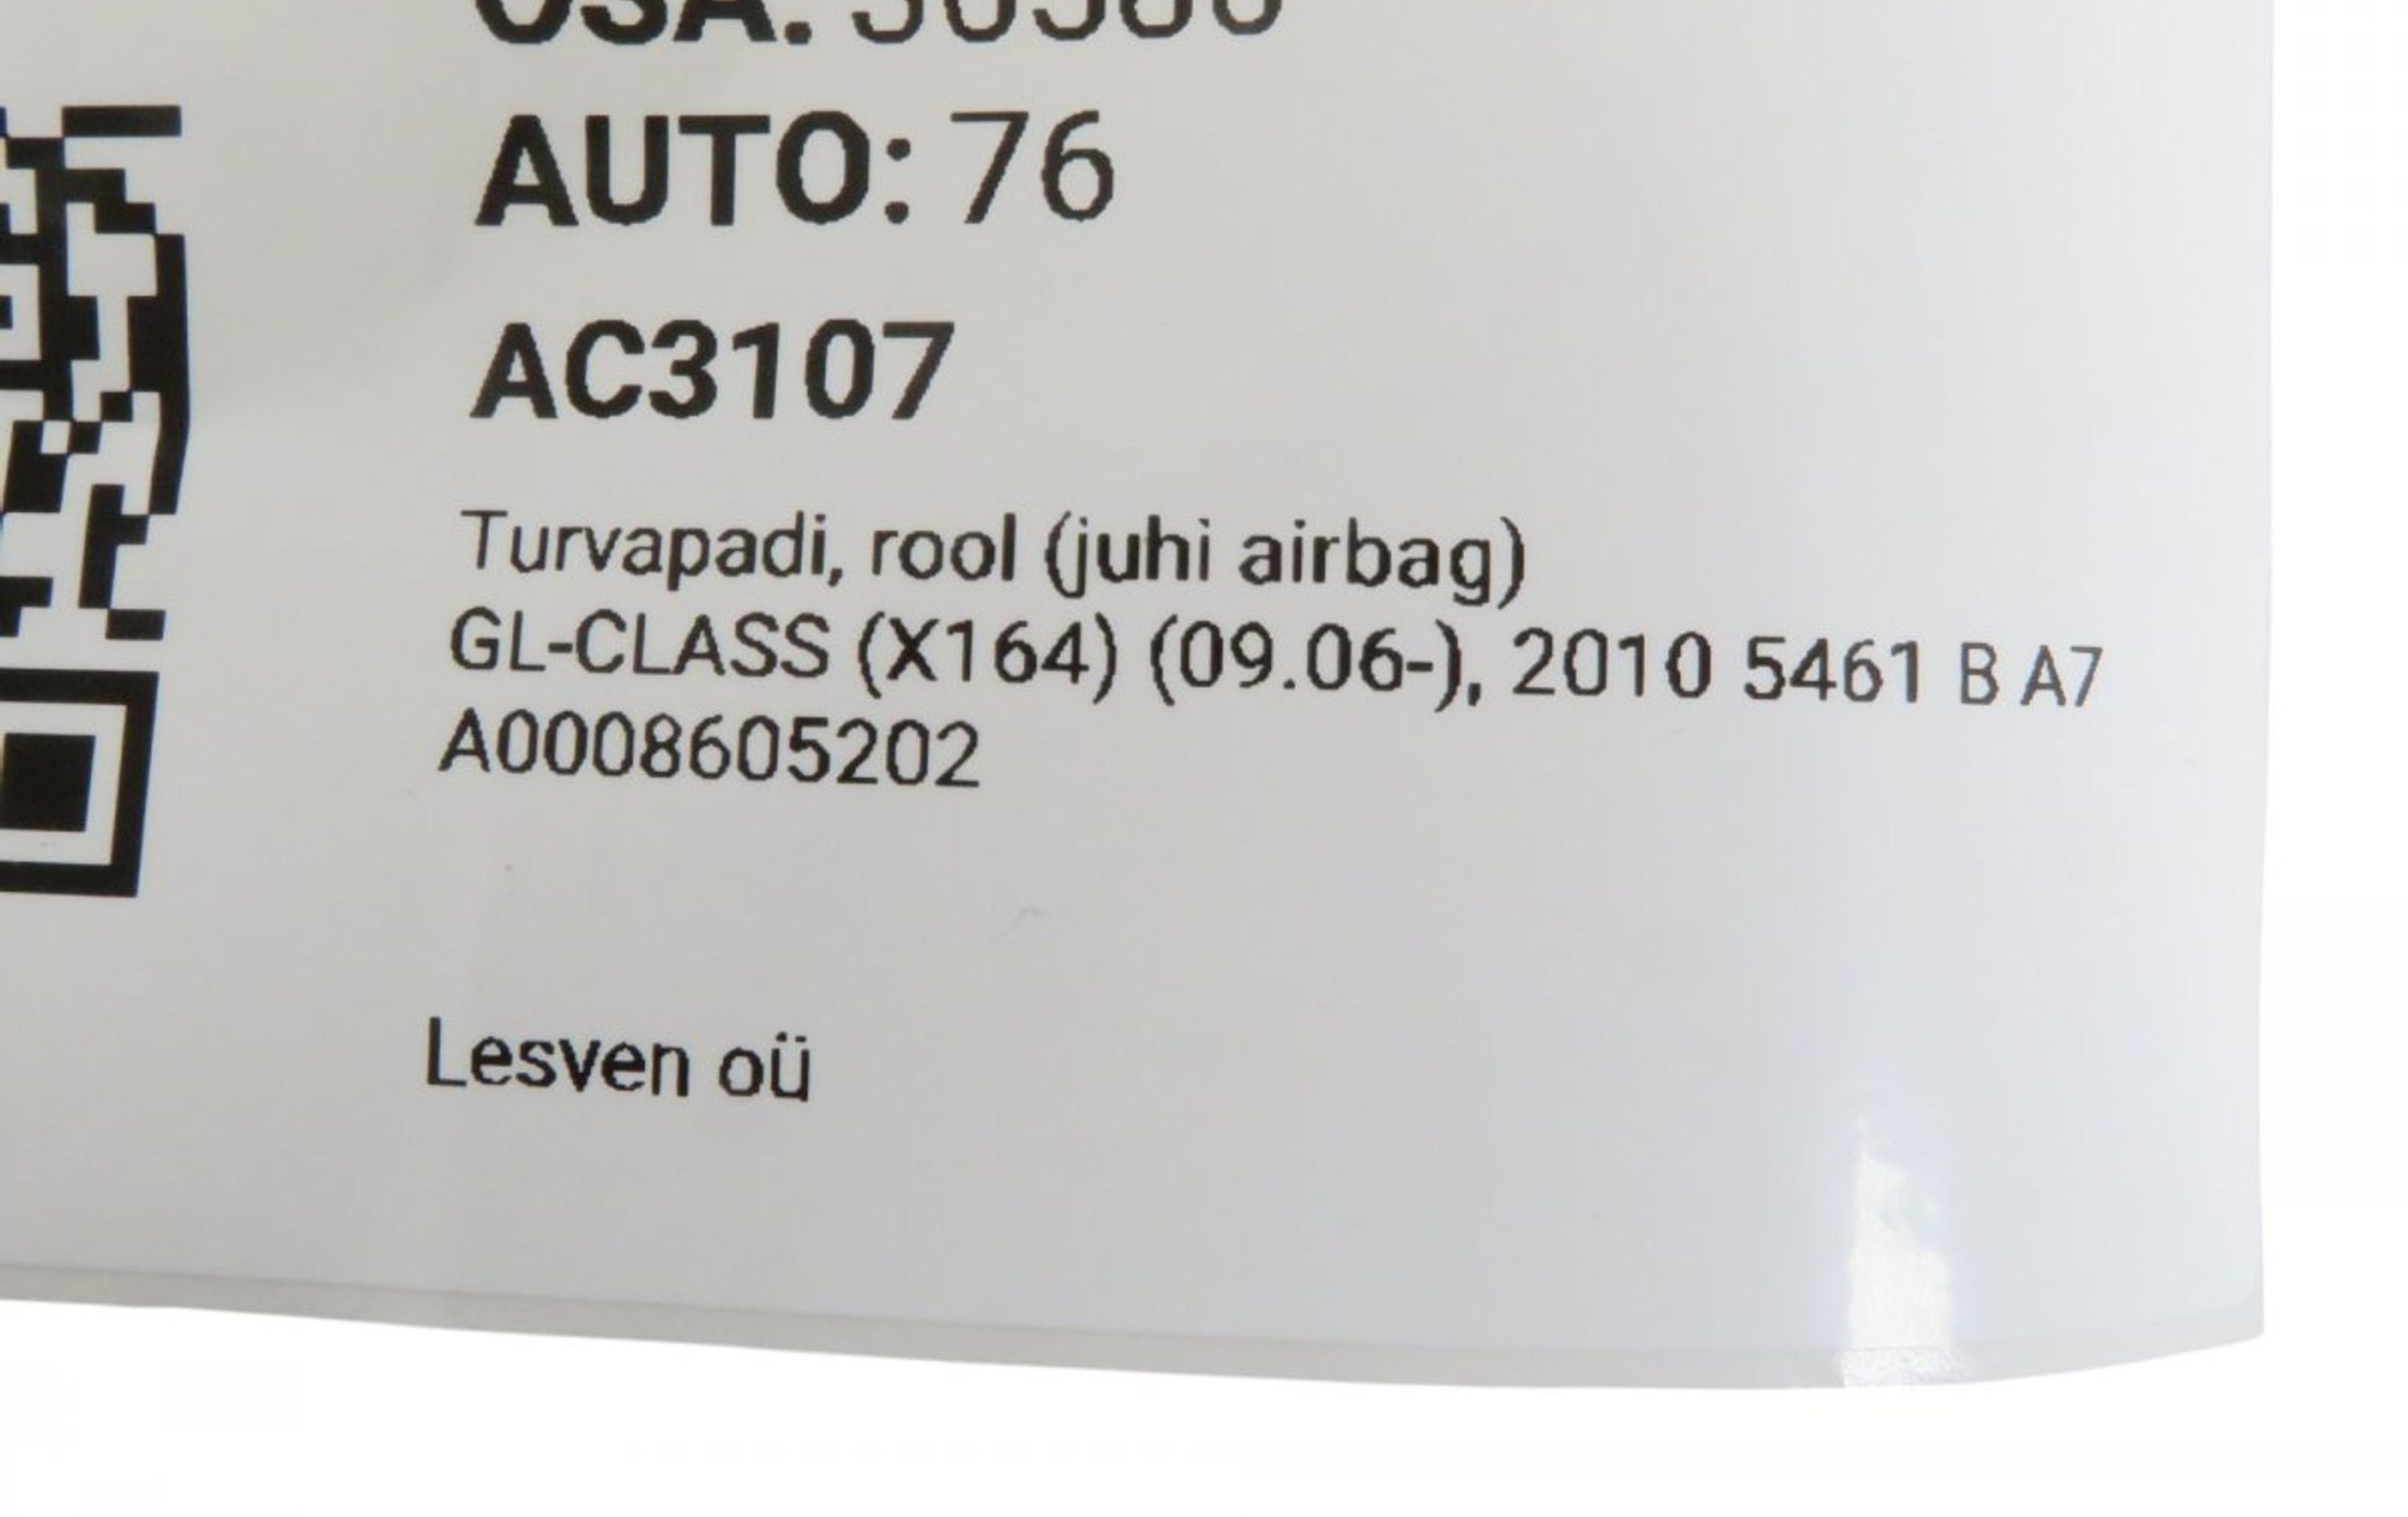 AUTO: 76
AC3107
Turvapadi, rool (juhi airbag)
GL-CLASS (X164) (09.06-), 2010 5461 B A7
A0008605202
Lesven oü